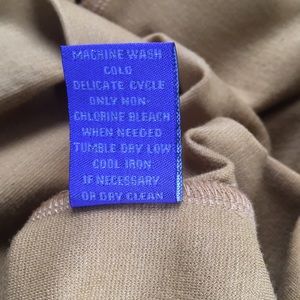 MACHINE WASH
COLD
DELICATE CYCLE
ONLY NON-
CHLORINE BLEACH
WHEN NEEDED
TUMBLE DRY LOW
COOL IRON
IF NECESSARY
OR DRY CLEAN